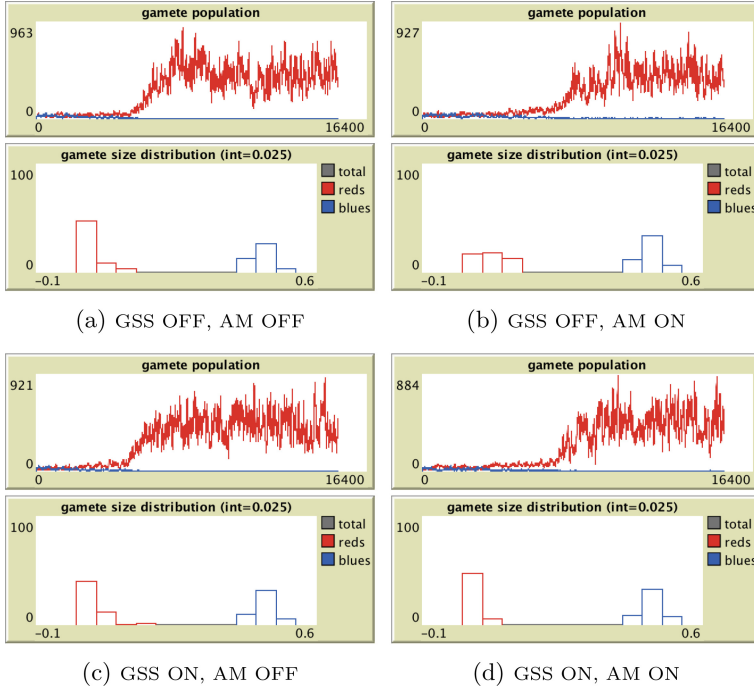 gamete population
963
0
0
16400
gamete size distribution (int=0.025)
100
0
-0.1
0.6
total
reds
blues
(a) GSS OFF, AM OFF
gamete population
927
0
0
16400
gamete size distribution (int=0.025)
100
0
-0.1
0.6
total
reds
blues
(b) GSS OFF, AM ON
gamete population
921
0
0
16400
gamete size distribution (int=0.025)
100
0
-0.1
0.6
total
reds
blues
(c) GSS ON, AM OFF
gamete population
884
0
0
16400
gamete size distribution (int=0.025)
100
0
-0.1
0.6
total
reds
blues
(d) GSS ON, AM ON